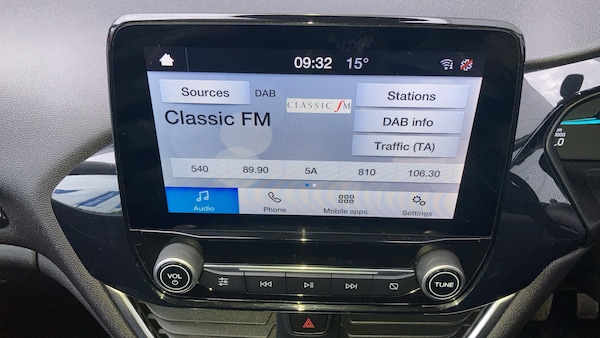 09:32 15°
Sources DAB CLASSIC fM Stations
Classic FM DAB info
Traffic (TA)
540 89.90 5A 810 106.30
Audio Phone Mobile apps Settings
VOL TUNE